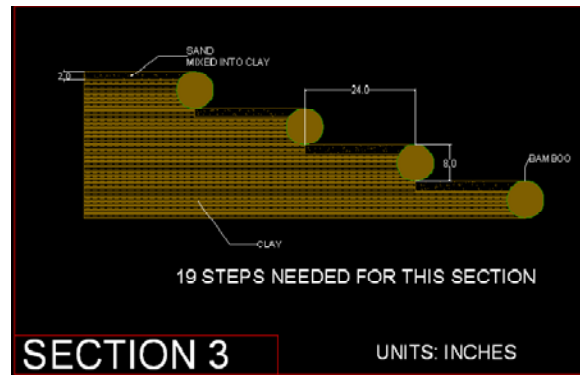 SAND
MIXED INTO CLAY
2.0
24.0
8.0
BAMBOO
CLAY
19 STEPS NEEDED FOR THIS SECTION
SECTION 3
UNITS: INCHES